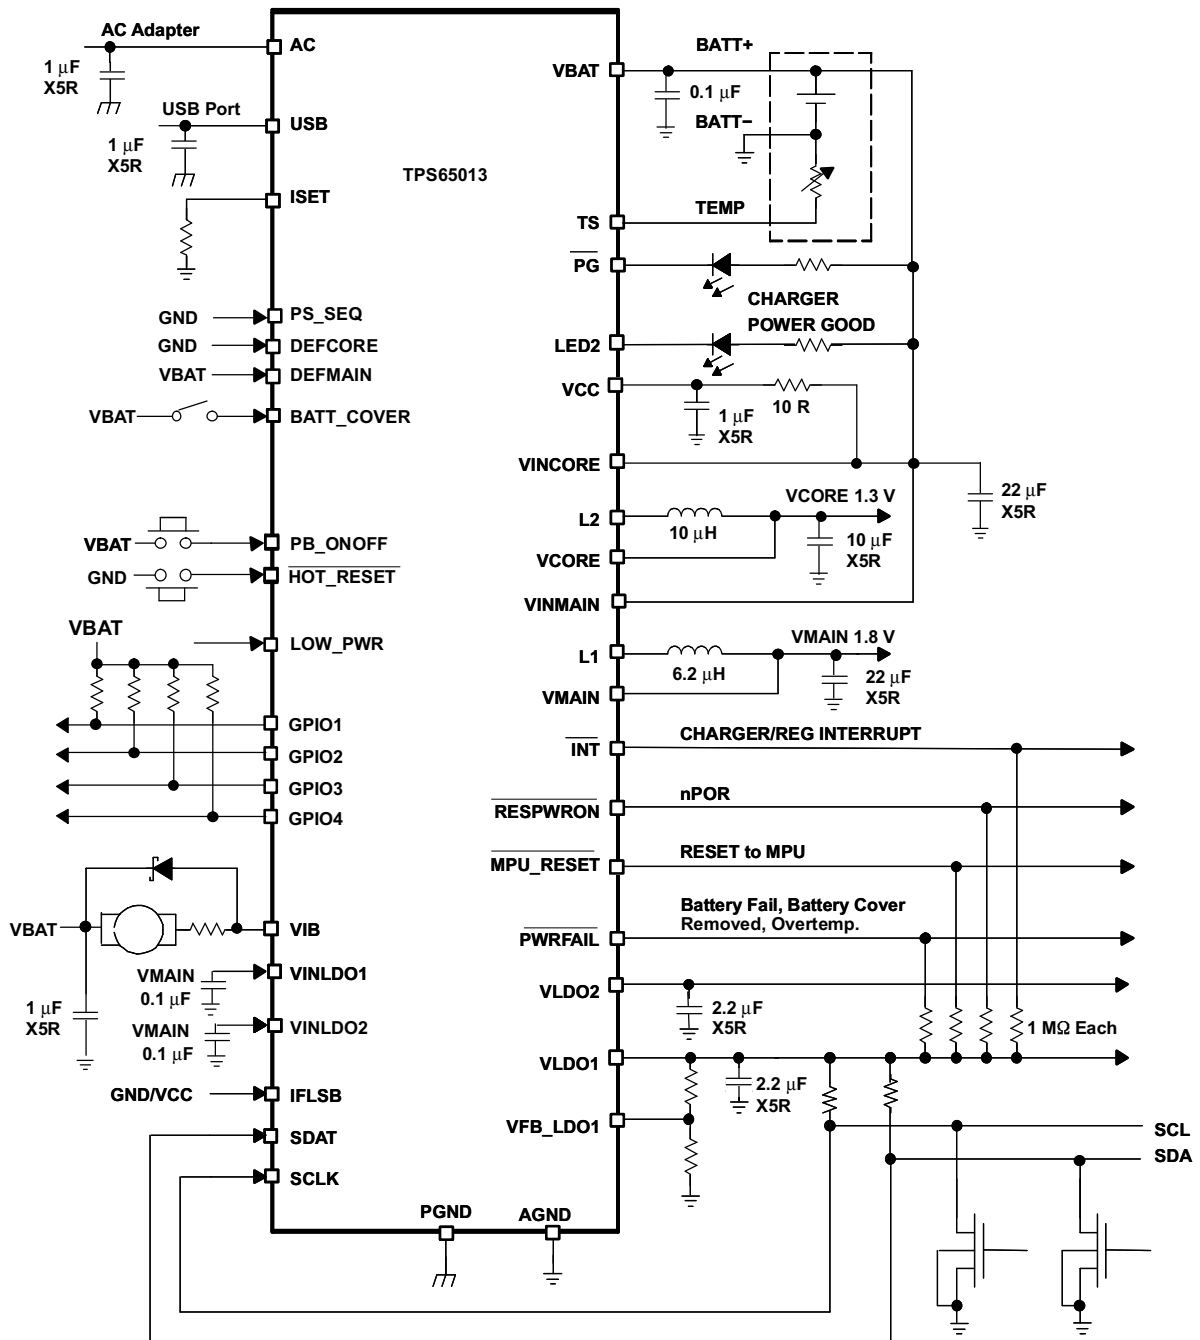 AC Adapter
AC
1 μF
X5R
USB Port
USB
1 μF
X5R
ISET
TPS65013
GND
PS_SEQ
GND
DEFCORE
VBAT
DEFMAIN
VBAT
BATT_COVER
VBAT
PB_ONOFF
GND
HOT_RESET
VBAT
LOW_PWR
GPIO1
GPIO2
GPIO3
GPIO4
VBAT
VIB
1 μF
X5R
VMAIN
0.1 μF
VINLDO1
VMAIN
0.1 μF
VINLDO2
GND/VCC
IFLSB
SDAT
SCLK
PGND
AGND
BATT+
VBAT
0.1 μF
BATT−
TEMP
TS
PG
CHARGER
POWER GOOD
LED2
VCC
10 R
1 μF
X5R
VINCORE
22 μF
X5R
VCORE 1.3 V
L2
10 μH
10 μF
X5R
VCORE
VINMAIN
VMAIN 1.8 V
L1
6.2 μH
22 μF
X5R
VMAIN
CHARGER/REG INTERRUPT
INT
nPOR
RESPWRON
RESET to MPU
MPU_RESET
Battery Fail, Battery Cover
Removed, Overtemp.
PWRFAIL
VLDO2
2.2 μF
X5R
1 MΩ Each
VLDO1
2.2 μF
X5R
VFB_LDO1
SCL
SDA